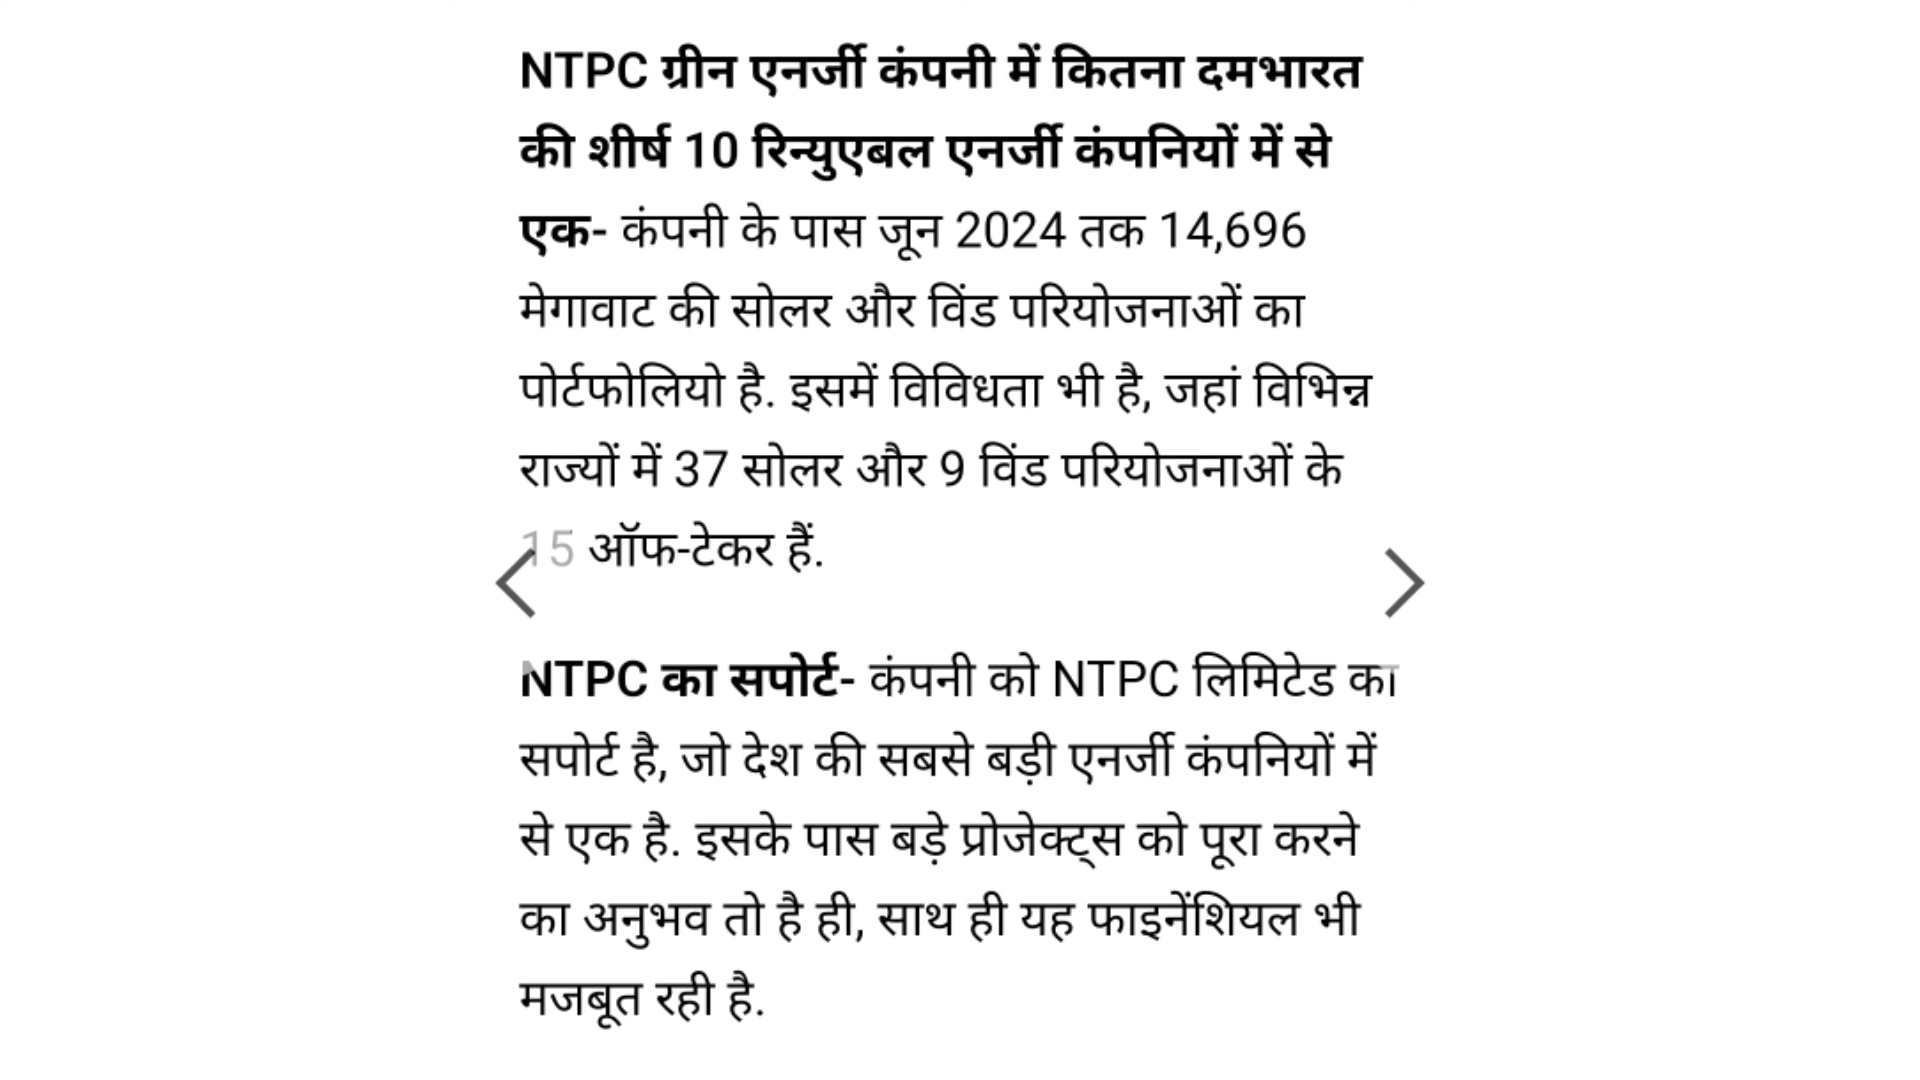 NTPC ग्रीन एनर्जी कंपनी में कितना दमभारत
की शीर्ष 10 रिन्युएबल एनर्जी कंपनियों में से
एक- कंपनी के पास जून 2024 तक 14,696
मेगावाट की सोलर और विंड परियोजनाओं का
पोर्टफोलियो है. इसमें विविधता भी है, जहां विभिन्न
राज्यों में 37 सोलर और 9 विंड परियोजनाओं के
15 ऑफ-टेकर हैं.
NTPC का सपोर्ट- कंपनी को NTPC लिमिटेड का
सपोर्ट है, जो देश की सबसे बड़ी एनर्जी कंपनियों में
से एक है. इसके पास बड़े प्रोजेक्ट्स को पूरा करने
का अनुभव तो है ही, साथ ही यह फाइनेंशियल भी
मजबूत रही है.